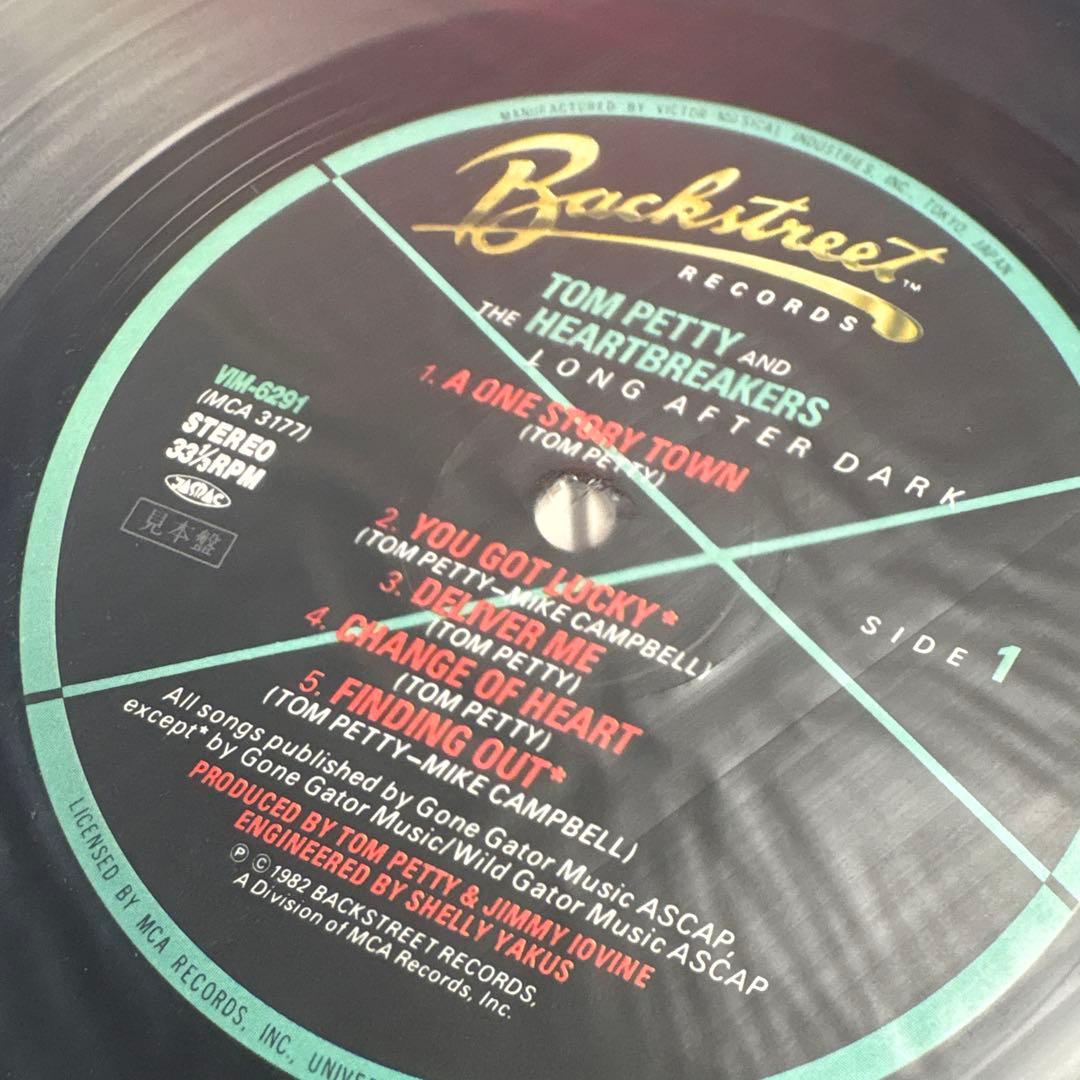 MANUFACTURED BY VICTOR MUSICAL INDUSTRIES, INC., TOKYO, JAPAN
Backstreet™
RECORDS
TOM PETTY AND
THE HEARTBREAKERS
LONG AFTER DARK
VIM-6291
(MCA 3177)
STEREO
33⅓RPM
JASRAC
見本盤
1. A ONE STORY TOWN
(TOM PETTY)
2. YOU GOT LUCKY*
(TOM PETTY–MIKE CAMPBELL)
3. DELIVER ME
(TOM PETTY)
4. CHANGE OF HEART
(TOM PETTY)
5. FINDING OUT*
(TOM PETTY–MIKE CAMPBELL)
SIDE 1
All songs published by Gone Gator Music ASCAP,
except* by Gone Gator Music/Wild Gator Music ASCAP
PRODUCED BY TOM PETTY & JIMMY IOVINE
ENGINEERED BY SHELLY YAKUS
Ⓟ ©1982 BACKSTREET RECORDS,
A Division of MCA Records, Inc.
LICENSED BY MCA RECORDS, INC.,